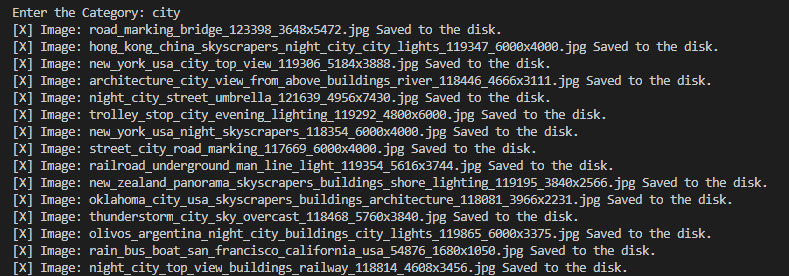 Enter the Category: city
[X] Image: road_marking_bridge_123398_3648x5472.jpg Saved to the disk.
[X] Image: hong_kong_china_skyscrapers_night_city_city_lights_119347_6000x4000.jpg Saved to the disk.
[X] Image: new_york_usa_city_top_view_119306_5184x3888.jpg Saved to the disk.
[X] Image: architecture_city_view_from_above_buildings_river_118446_4666x3111.jpg Saved to the disk.
[X] Image: night_city_street_umbrella_121639_4956x7430.jpg Saved to the disk.
[X] Image: trolley_stop_city_evening_lighting_119292_4800x6000.jpg Saved to the disk.
[X] Image: new_york_usa_night_skyscrapers_118354_6000x4000.jpg Saved to the disk.
[X] Image: street_city_road_marking_117669_6000x4000.jpg Saved to the disk.
[X] Image: railroad_underground_man_line_light_119354_5616x3744.jpg Saved to the disk.
[X] Image: new_zealand_panorama_skyscrapers_buildings_shore_lighting_119195_3840x2566.jpg Saved to the disk.
[X] Image: oklahoma_city_usa_skyscrapers_buildings_architecture_118081_3966x2231.jpg Saved to the disk.
[X] Image: thunderstorm_city_sky_overcast_118468_5760x3840.jpg Saved to the disk.
[X] Image: olivos_argentina_night_city_buildings_city_lights_119865_6000x3375.jpg Saved to the disk.
[X] Image: rain_bus_boat_san_francisco_california_usa_54876_1680x1050.jpg Saved to the disk.
[X] Image: night_city_top_view_buildings_railway_118814_4608x3456.jpg Saved to the disk.